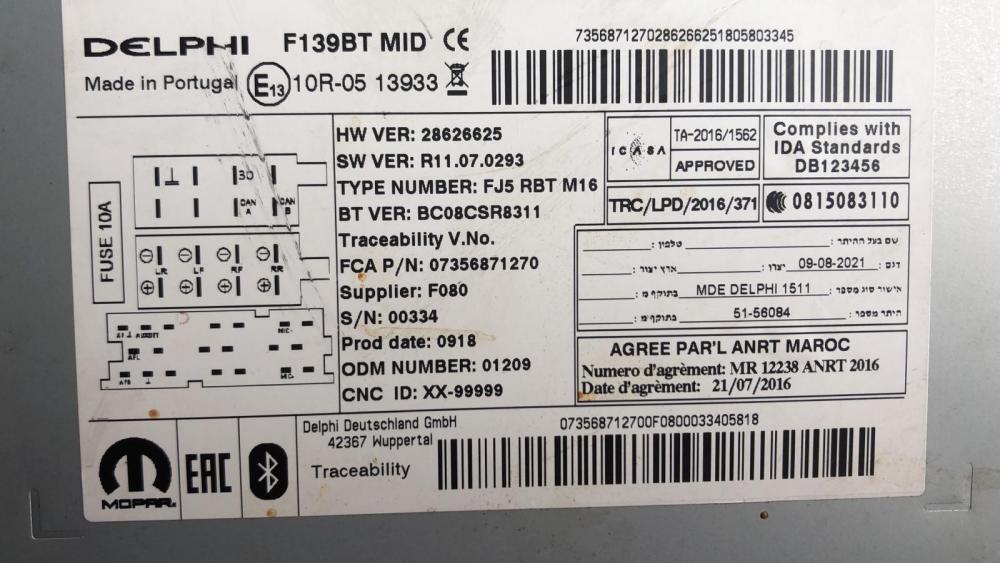 DELPHI F139BT MID CE
Made in Portugal E13 10R-05 13933
7356871270286266251805803345
HW VER: 28626625
SW VER: R11.07.0293
TYPE NUMBER: FJ5 RBT M16
BT VER: BC08CSR8311
Traceability V.No.
FCA P/N: 07356871270
Supplier: F080
S/N: 00334
Prod date: 0918
ODM NUMBER: 01209
CNC ID: XX-99999
ICASA
TA-2016/1562
APPROVED
Complies with
IDA Standards
DB123456
TRC/LPD/2016/371
0815083110
שם בעל ההיתר: טלפון:
דגם: 09-08-2021 יצרן: ארץ יצור:
אישור סוג מספר: MDE DELPHI 1511 בתוקף מ:
היתר מספר: 51-56084 בתוקף מ:
AGREE PAR'L ANRT MAROC
Numero d'agrèment: MR 12238 ANRT 2016
Date d'agrèment: 21/07/2016
FUSE 10A
30
CAN A
CAN B
LR LF RF RR
MIC-
AFL
AFR
MIC-
MOPAR
EAC
Delphi Deutschland GmbH
42367 Wuppertal
Traceability
073568712700F0800033405818